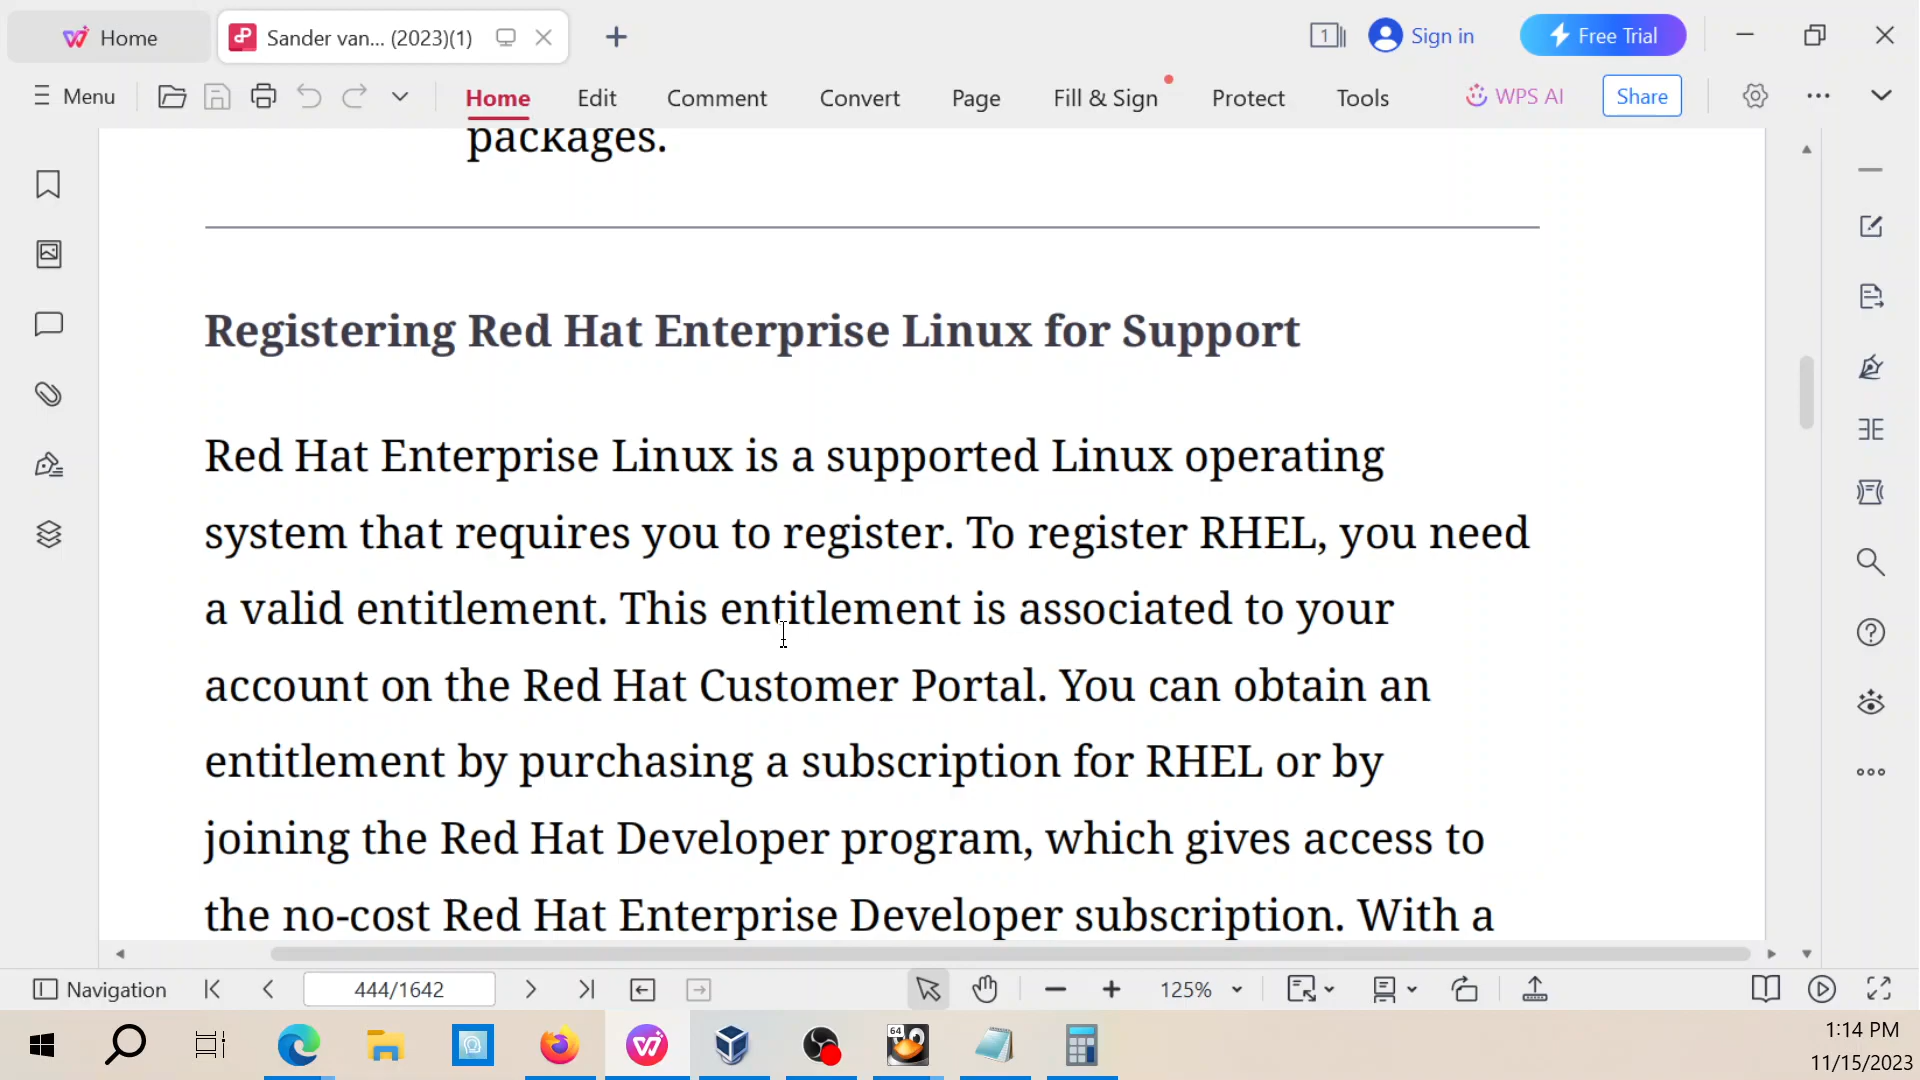 Home
Sander van... (2023)(1)
1
Sign in
Free Trial
Menu
Home
Edit
Comment
Convert
Page
Fill & Sign
Protect
Tools
WPS AI
Share
packages.
Registering Red Hat Enterprise Linux for Support
Red Hat Enterprise Linux is a supported Linux operating
system that requires you to register. To register RHEL, you need
a valid entitlement. This entitlement is associated to your
account on the Red Hat Customer Portal. You can obtain an
entitlement by purchasing a subscription for RHEL or by
joining the Red Hat Developer program, which gives access to
the no-cost Red Hat Enterprise Developer subscription. With a
Navigation
444/1642
125%
64
1:14 PM
11/15/2023